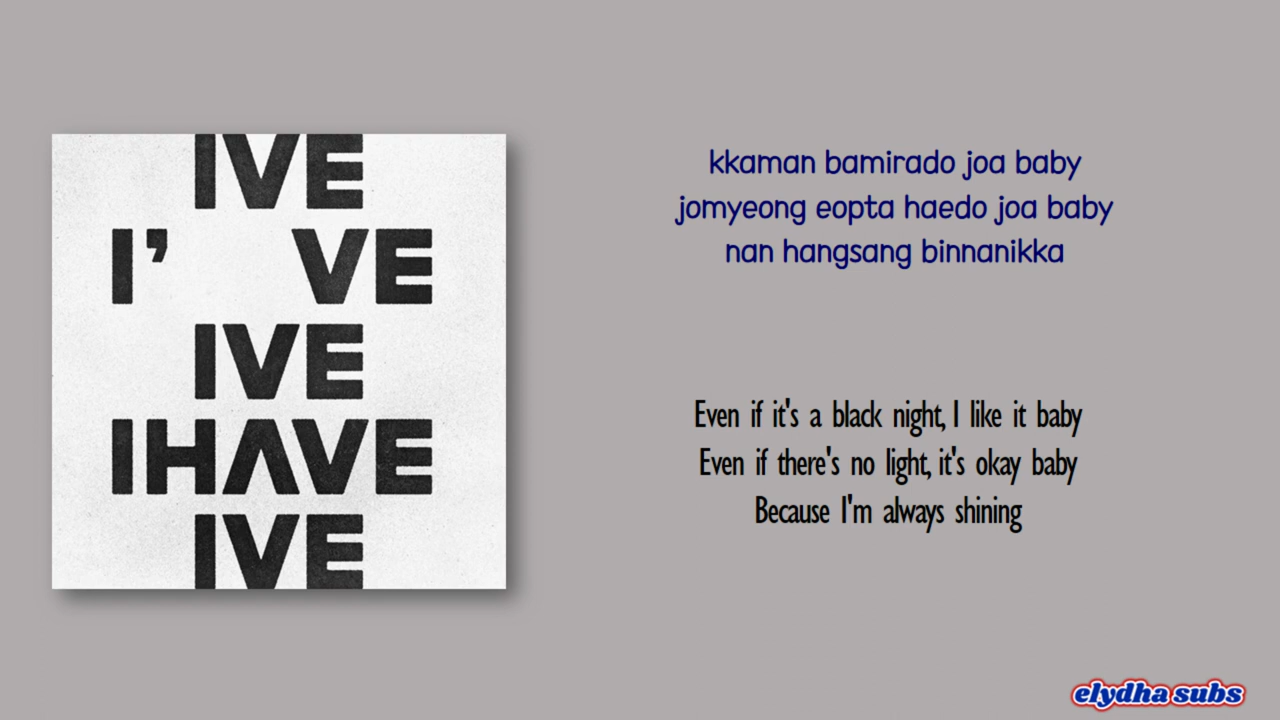 IVE
I' VE
IVE
IHAVE
IVE
kkaman bamirado joa baby
jomyeong eopta haedo joa baby
nan hangsang binnanikka
Even if it's a black night, I like it baby
Even if there's no light, it's okay baby
Because I'm always shining
elydha subs